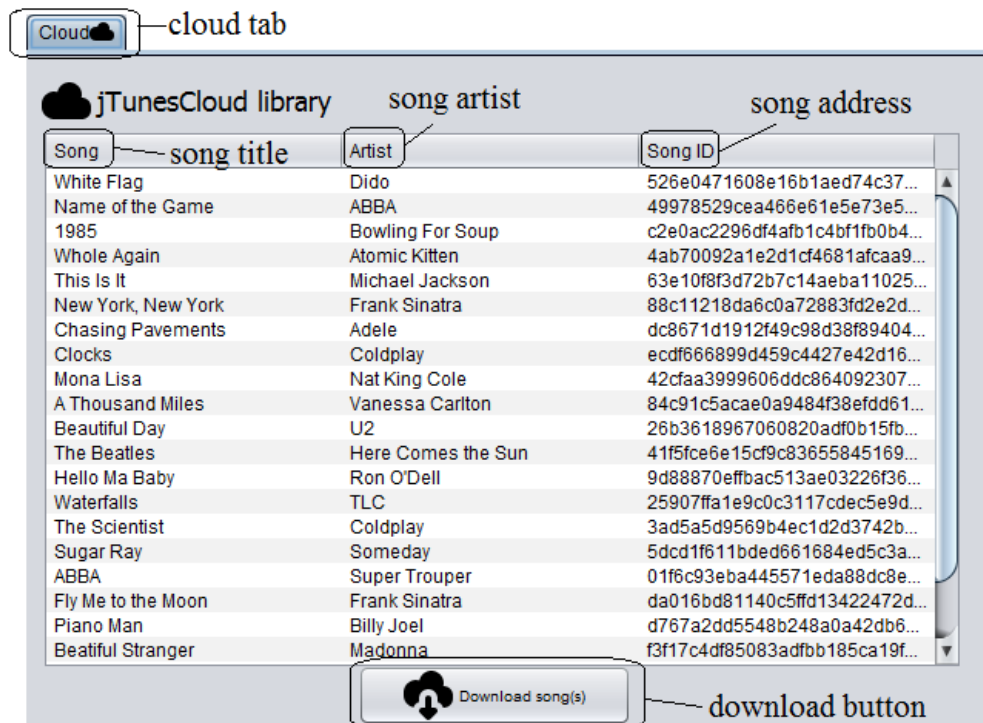 Cloud cloud tab
jTunesCloud library song artist song address
Song song title Artist Song ID
White Flag Dido 526e0471608e16b1aed74c37...
Name of the Game ABBA 49978529cea466e61e5e73e5...
1985 Bowling For Soup c2e0ac2296df4afb1c4bf1fb0b4...
Whole Again Atomic Kitten 4ab70092a1e2d1cf4681afcaa9...
This Is It Michael Jackson 63e10f8f3d72b7c14aeba11025...
New York, New York Frank Sinatra 88c11218da6c0a72883fd2e2d...
Chasing Pavements Adele dc8671d1912f49c98d38f89404...
Clocks Coldplay ecdf666899d459c4427e42d16...
Mona Lisa Nat King Cole 42cfaa3999606ddc864092307...
A Thousand Miles Vanessa Carlton 84c91c5acae0a9484f38efdd61...
Beautiful Day U2 26b3618967060820adf0b15fb...
The Beatles Here Comes the Sun 41f5fce6e15cf9c83655845169...
Hello Ma Baby Ron O'Dell 9d88870effbac513ae03226f36...
Waterfalls TLC 25907ffa1e9c0c3117cdec5e9d...
The Scientist Coldplay 3ad5a5d9569b4ec1d2d3742b...
Sugar Ray Someday 5dcd1f611bded661684ed5c3a...
ABBA Super Trouper 01f6c93eba445571eda88dc8e...
Fly Me to the Moon Frank Sinatra da016bd81140c5ffd13422472d...
Piano Man Billy Joel d767a2dd5548b248a0a42db6...
Beatiful Stranger Madonna f3f17c4df85083adfbb185ca19f...
Download song(s) download button